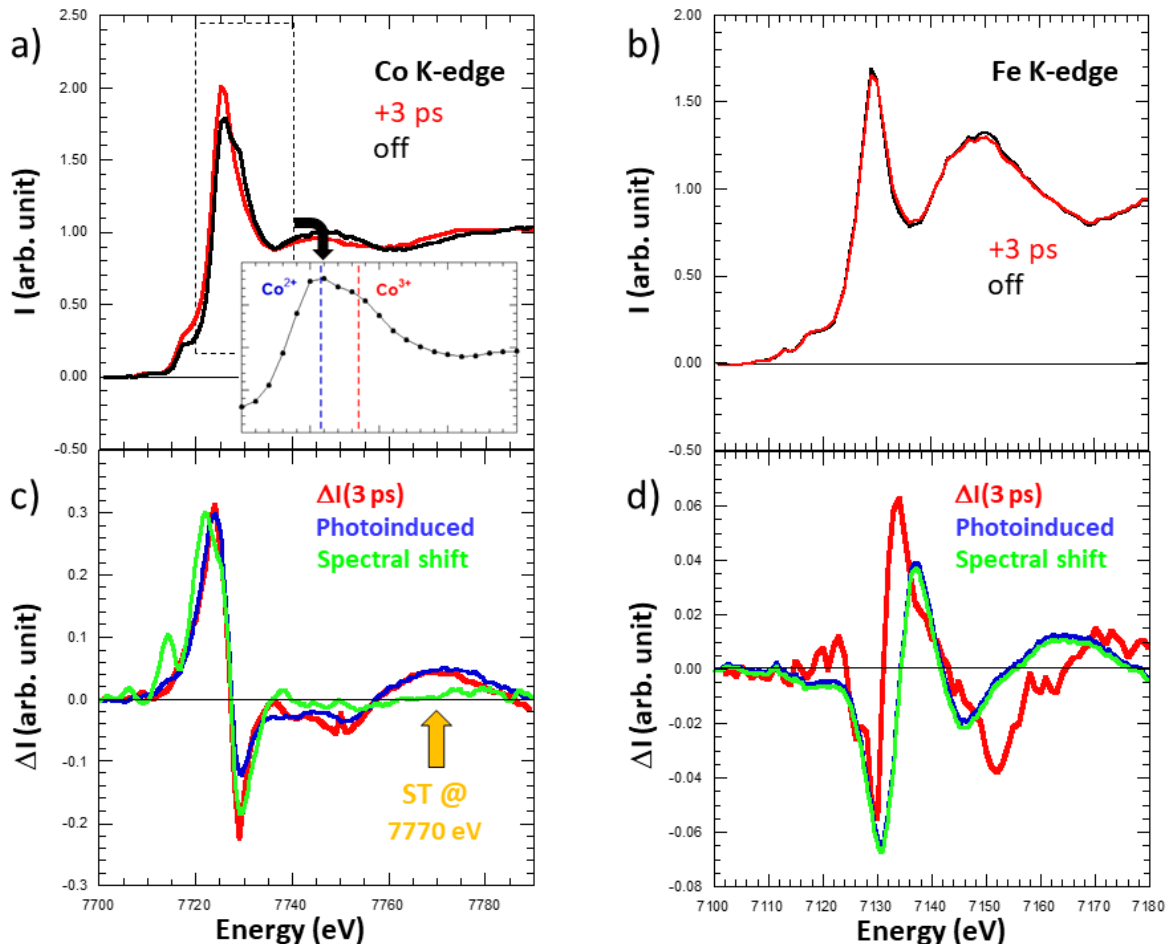 a)
I (arb. unit)
2.50
2.00
1.50
1.00
0.50
0.00
-0.50
Co K-edge
+3 ps
off
Co2+
Co3+
b)
I (arb. unit)
2.00
1.50
1.00
0.50
0.00
-0.50
Fe K-edge
+3 ps
off
c)
ΔI (arb. unit)
0.3
0.2
0.1
0.0
-0.1
-0.2
-0.3
ΔI(3 ps)
Photoinduced
Spectral shift
ST @
7770 eV
7700 7720 7740 7760 7780
Energy (eV)
d)
ΔI (arb. unit)
0.06
0.04
0.02
0.00
-0.02
-0.04
-0.06
-0.08
ΔI(3 ps)
Photoinduced
Spectral shift
7100 7110 7120 7130 7140 7150 7160 7170 7180
Energy (eV)